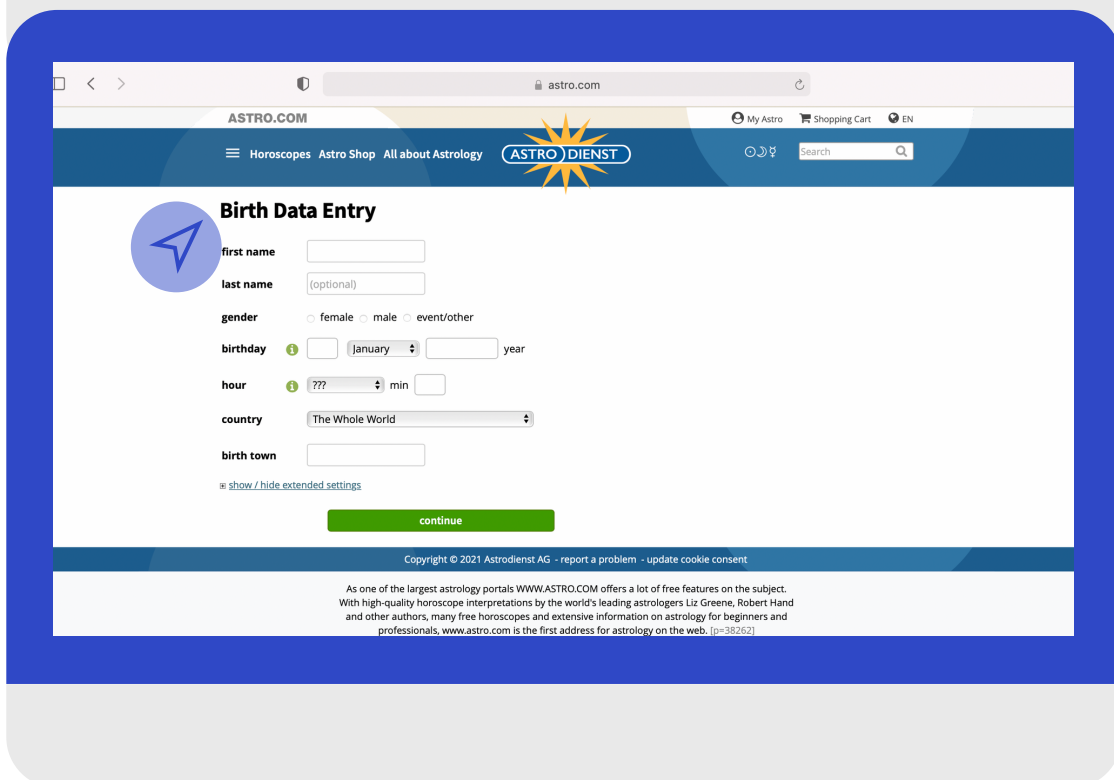 astro.com
ASTRO.COM
My Astro Shopping Cart EN
Horoscopes Astro Shop All about Astrology
ASTRO DIENST
Search
Birth Data Entry
first name
last name (optional)
gender female male event/other
birthday January year
hour ??? min
country The Whole World
birth town
show / hide extended settings
continue
Copyright © 2021 Astrodienst AG - report a problem - update cookie consent
As one of the largest astrology portals WWW.ASTRO.COM offers a lot of free features on the subject.
With high-quality horoscope interpretations by the world's leading astrologers Liz Greene, Robert Hand
and other authors, many free horoscopes and extensive information on astrology for beginners and
professionals, www.astro.com is the first address for astrology on the web. [p=38262]